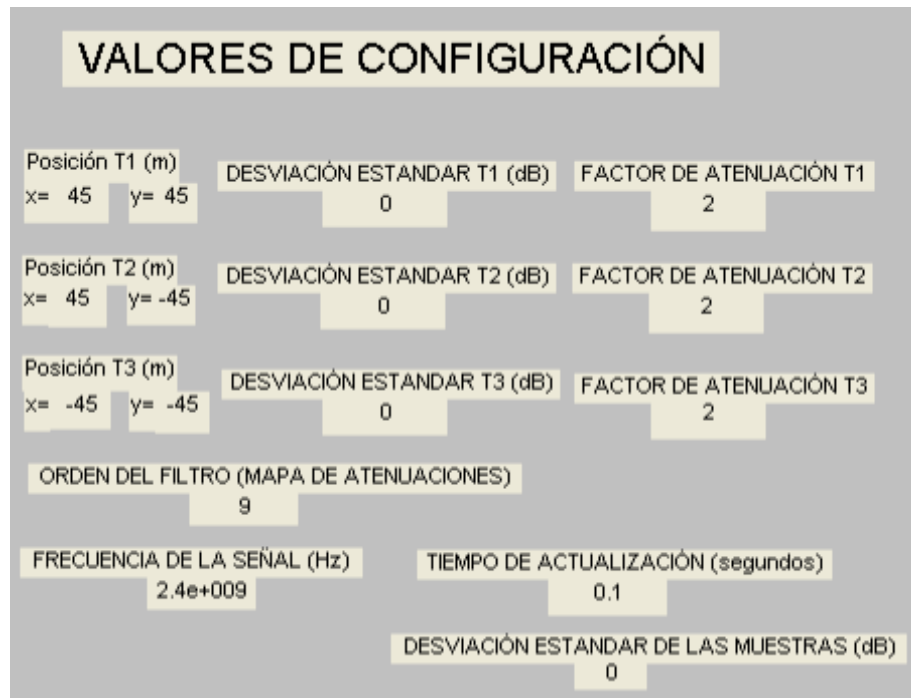 VALORES DE CONFIGURACIÓN
Posición T1 (m)
x= 45 y= 45
DESVIACIÓN ESTANDAR T1 (dB)
0
FACTOR DE ATENUACIÓN T1
2
Posición T2 (m)
x= 45 y= -45
DESVIACIÓN ESTANDAR T2 (dB)
0
FACTOR DE ATENUACIÓN T2
2
Posición T3 (m)
x= -45 y= -45
DESVIACIÓN ESTANDAR T3 (dB)
0
FACTOR DE ATENUACIÓN T3
2
ORDEN DEL FILTRO (MAPA DE ATENUACIONES)
9
FRECUENCIA DE LA SEÑAL (Hz)
2.4e+009
TIEMPO DE ACTUALIZACIÓN (segundos)
0.1
DESVIACIÓN ESTANDAR DE LAS MUESTRAS (dB)
0